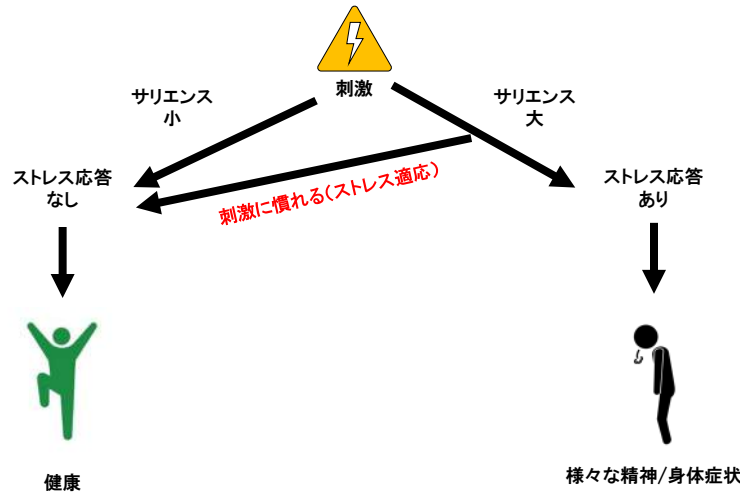 刺激
サリエンス
小
サリエンス
大
刺激に慣れる(ストレス適応)
ストレス応答
なし
ストレス応答
あり
健康
様々な精神/身体症状